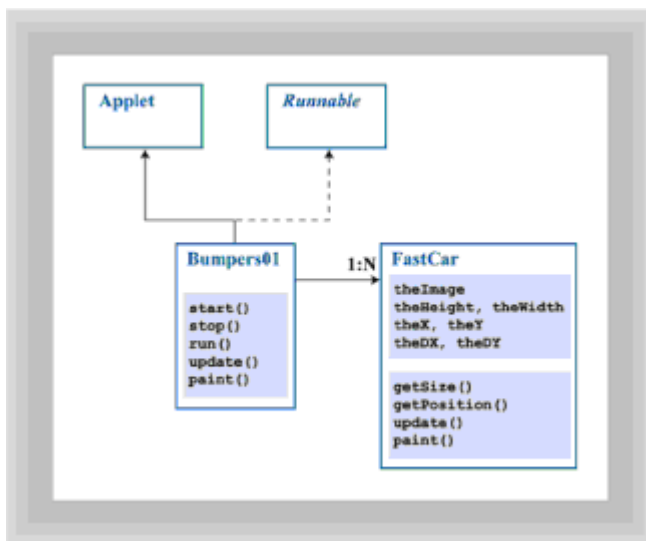 Applet
Runnable
Bumpers01
start()
stop()
run()
update()
paint()
1:N
FastCar
theImage
theHeight, theWidth
theX, theY
theDX, theDY
getSize()
getPosition()
update()
paint()